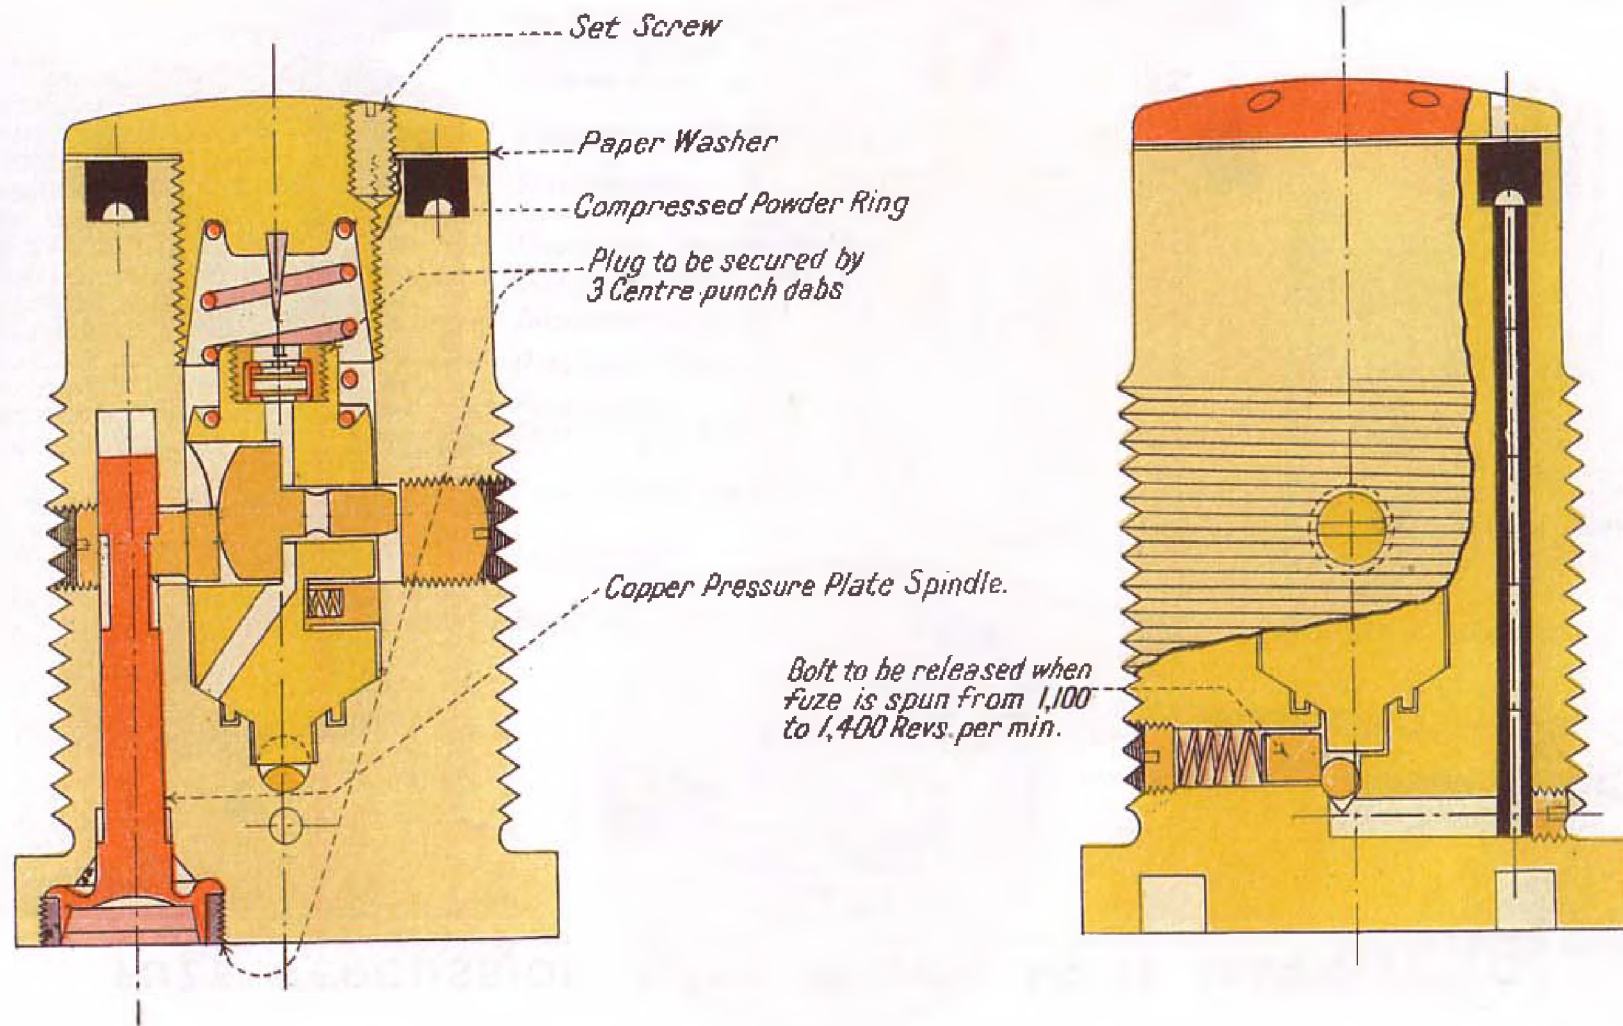 Set Screw
Paper Washer
Compressed Powder Ring
Plug to be secured by
3 Centre punch dabs
Copper Pressure Plate Spindle.
Bolt to be released when
fuze is spun from 1,100
to 1,400 Revs. per min.